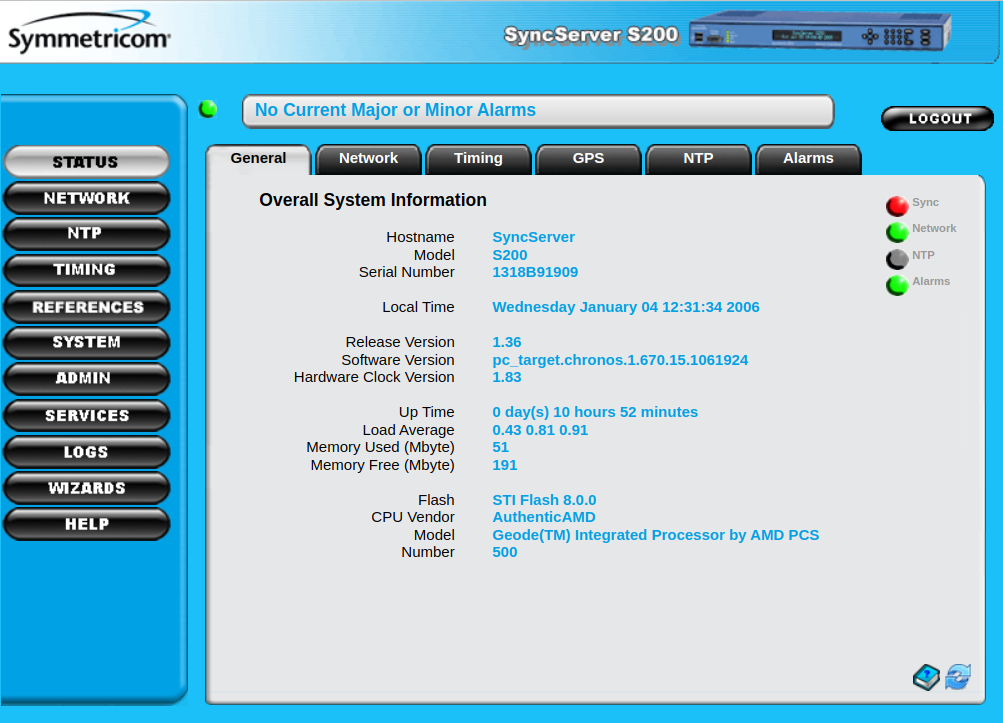 Symmetricom
SyncServer S200
No Current Major or Minor Alarms
LOGOUT
STATUS
NETWORK
NTP
TIMING
REFERENCES
SYSTEM
ADMIN
SERVICES
LOGS
WIZARDS
HELP
General Network Timing GPS NTP Alarms
Overall System Information
Hostname SyncServer
Model S200
Serial Number 1318B91909
Local Time Wednesday January 04 12:31:34 2006
Release Version 1.36
Software Version pc_target.chronos.1.670.15.1061924
Hardware Clock Version 1.83
Up Time 0 day(s) 10 hours 52 minutes
Load Average 0.43 0.81 0.91
Memory Used (Mbyte) 51
Memory Free (Mbyte) 191
Flash STI Flash 8.0.0
CPU Vendor AuthenticAMD
Model Geode(TM) Integrated Processor by AMD PCS
Number 500
Sync
Network
NTP
Alarms